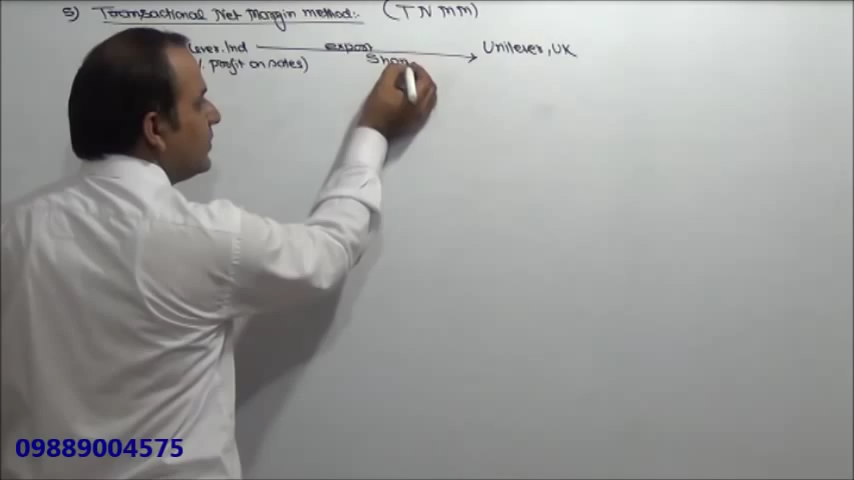 5) Transactional Net Margin method:- (TNMM)
lever.Ind export Unilever, UK
profit on sales) Sham
09889004575